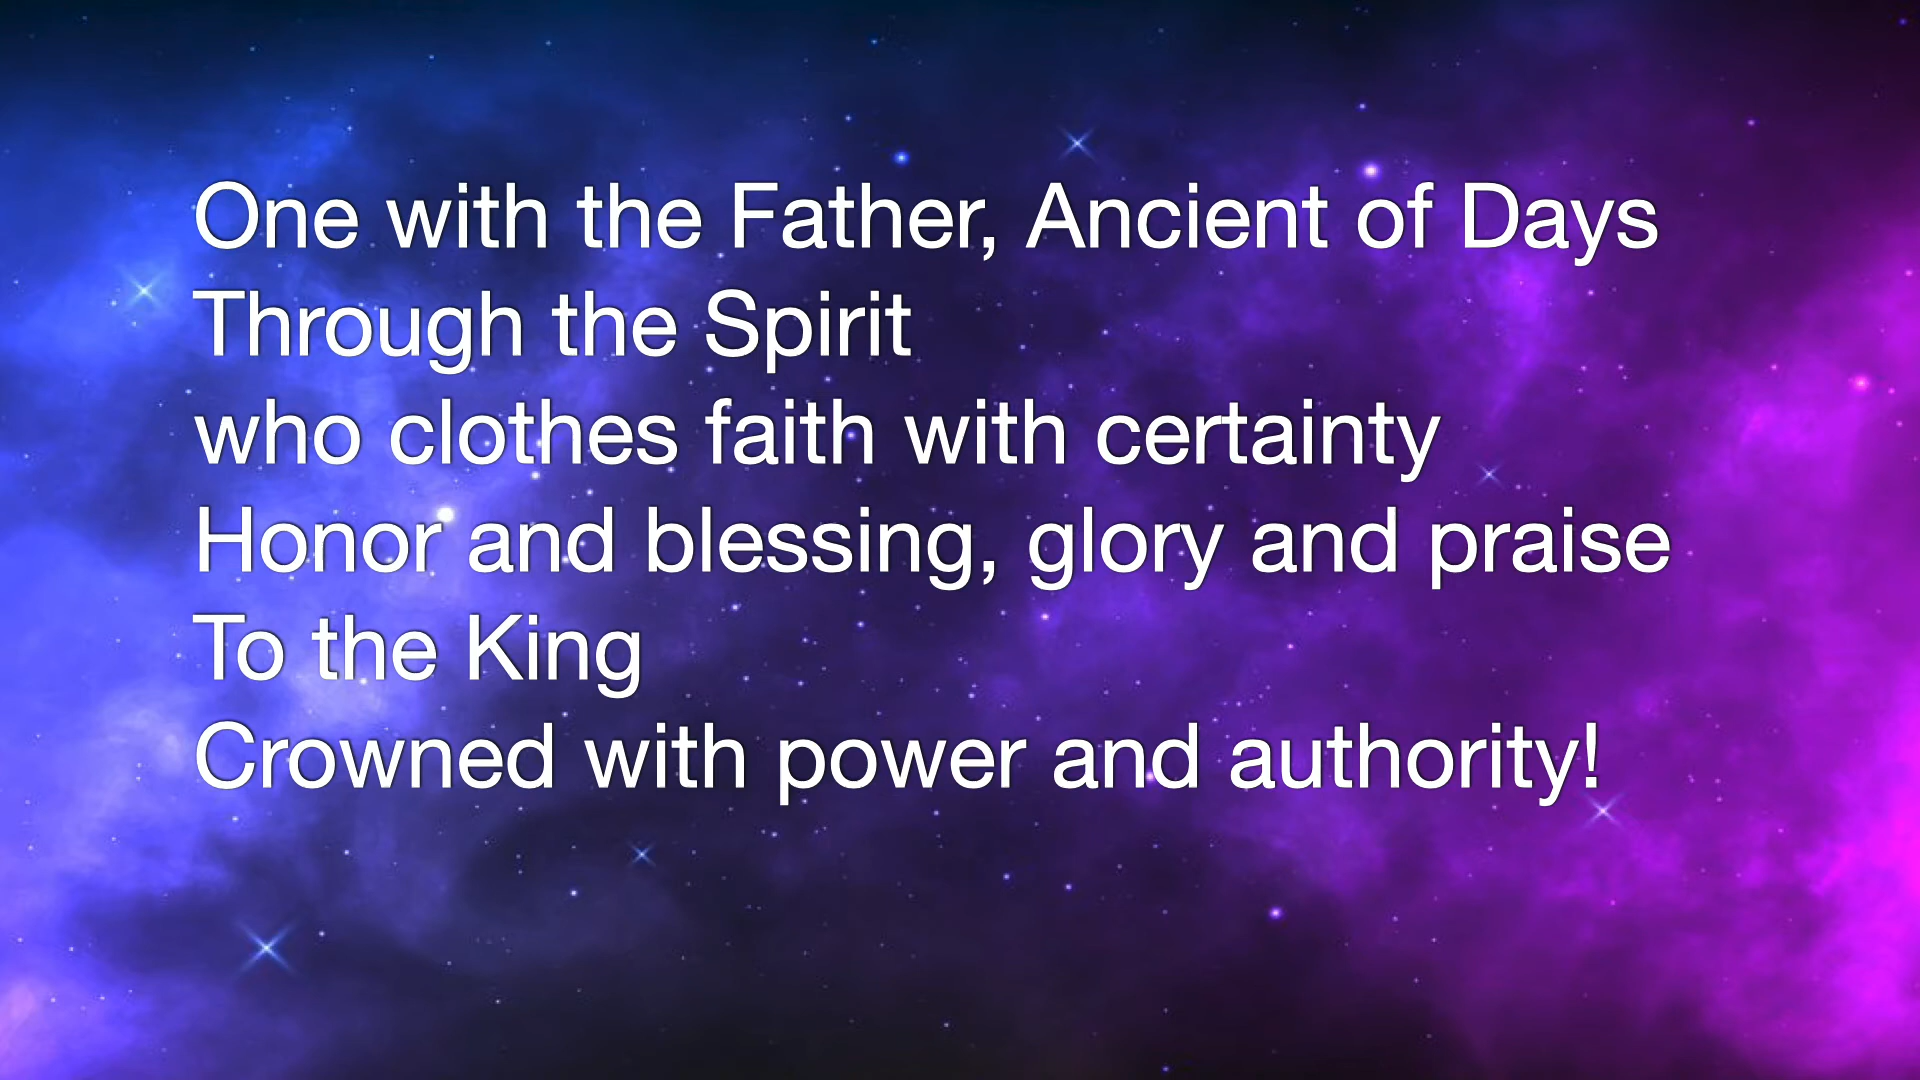 One with the Father, Ancient of Days
Through the Spirit
who clothes faith with certainty
Honor and blessing, glory and praise
To the King
Crowned with power and authority!